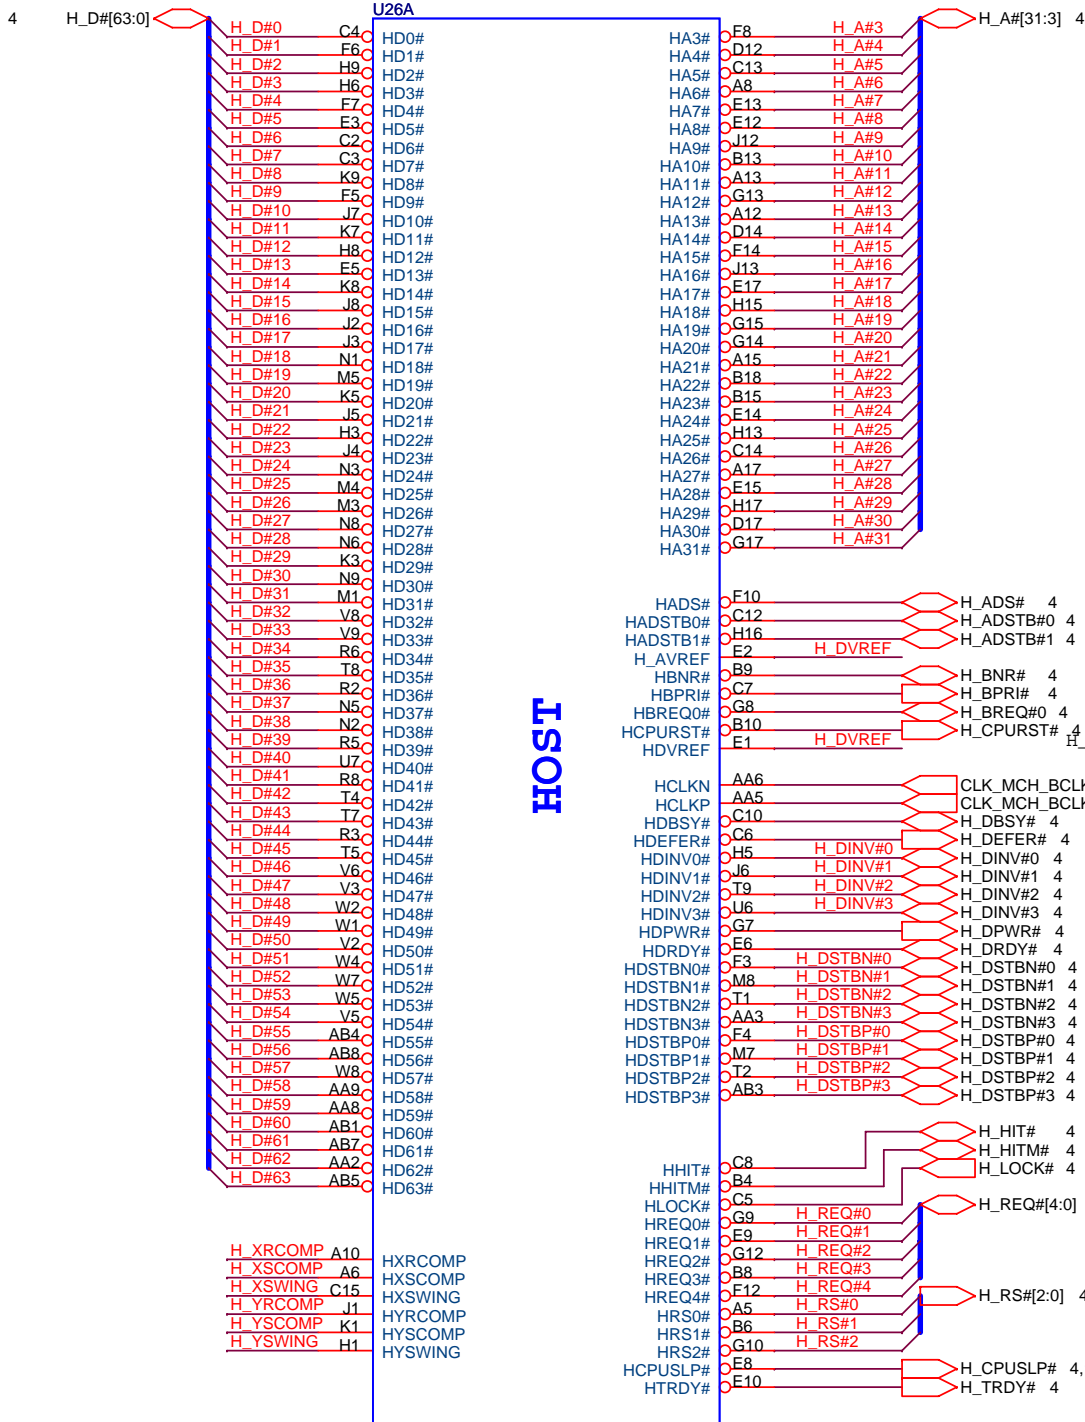 4 H_D#[63:0] U26A H_A#[31:3] 4
H_D#0 C4 HD0# HA3# F8 H_A#3
H_D#1 F6 HD1# HA4# D12 H_A#4
H_D#2 H9 HD2# HA5# C13 H_A#5
H_D#3 H6 HD3# HA6# A8 H_A#6
H_D#4 F7 HD4# HA7# E13 H_A#7
H_D#5 E3 HD5# HA8# E12 H_A#8
H_D#6 C2 HD6# HA9# J12 H_A#9
H_D#7 C3 HD7# HA10# B13 H_A#10
H_D#8 K9 HD8# HA11# A13 H_A#11
H_D#9 F5 HD9# HA12# G13 H_A#12
H_D#10 J7 HD10# HA13# A12 H_A#13
H_D#11 K7 HD11# HA14# D14 H_A#14
H_D#12 H8 HD12# HA15# F14 H_A#15
H_D#13 E5 HD13# HA16# J13 H_A#16
H_D#14 K8 HD14# HA17# E17 H_A#17
H_D#15 J8 HD15# HA18# H15 H_A#18
H_D#16 J2 HD16# HA19# G15 H_A#19
H_D#17 J3 HD17# HA20# G14 H_A#20
H_D#18 N1 HD18# HA21# A15 H_A#21
H_D#19 M5 HD19# HA22# B18 H_A#22
H_D#20 K5 HD20# HA23# B15 H_A#23
H_D#21 J5 HD21# HA24# E14 H_A#24
H_D#22 H3 HD22# HA25# H13 H_A#25
H_D#23 J4 HD23# HA26# C14 H_A#26
H_D#24 N3 HD24# HA27# A17 H_A#27
H_D#25 M4 HD25# HA28# E15 H_A#28
H_D#26 M3 HD26# HA29# H17 H_A#29
H_D#27 N8 HD27# HA30# D17 H_A#30
H_D#28 N6 HD28# HA31# G17 H_A#31
H_D#29 K3 HD29#
H_D#30 N9 HD30#
H_D#31 M1 HD31# HADS# F10 H_ADS# 4
H_D#32 V8 HD32# HADSTB0# C12 H_ADSTB#0 4
H_D#33 V9 HD33# HADSTB1# H16 H_ADSTB#1 4
H_D#34 R6 HD34# H_AVREF E2 H_DVREF
H_D#35 T8 HD35# HBNR# B9 H_BNR# 4
H_D#36 R2 HD36# HBPRI# C7 H_BPRI# 4
H_D#37 N5 HD37# HBREQ0# G8 H_BREQ#0 4
H_D#38 N2 HD38# HCPURST# B10 H_CPURST# 4
H_D#39 R5 HD39# HDVREF E1 H_DVREF H_
H_D#40 U7 HD40#
H_D#41 R8 HD41# HCLKN AA6 CLK_MCH_BCLK
H_D#42 T4 HD42# HCLKP AA5 CLK_MCH_BCLK
H_D#43 T7 HD43# HDBSY# C10 H_DBSY# 4
H_D#44 R3 HD44# HDEFER# C6 H_DEFER# 4
H_D#45 T5 HD45# HDINV0# H5 H_DINV#0 H_DINV#0 4
H_D#46 V6 HD46# HDINV1# J6 H_DINV#1 H_DINV#1 4
H_D#47 V3 HD47# HDINV2# T9 H_DINV#2 H_DINV#2 4
H_D#48 W2 HD48# HDINV3# U6 H_DINV#3 H_DINV#3 4
H_D#49 W1 HD49# HDPWR# G7 H_DPWR# 4
H_D#50 V2 HD50# HDRDY# E6 H_DRDY# 4
H_D#51 W4 HD51# HDSTBN0# F3 H_DSTBN#0 H_DSTBN#0 4
H_D#52 W7 HD52# HDSTBN1# M8 H_DSTBN#1 H_DSTBN#1 4
H_D#53 W5 HD53# HDSTBN2# T1 H_DSTBN#2 H_DSTBN#2 4
H_D#54 V5 HD54# HDSTBN3# AA3 H_DSTBN#3 H_DSTBN#3 4
H_D#55 AB4 HD55# HDSTBP0# F4 H_DSTBP#0 H_DSTBP#0 4
H_D#56 AB8 HD56# HDSTBP1# M7 H_DSTBP#1 H_DSTBP#1 4
H_D#57 W8 HD57# HDSTBP2# T2 H_DSTBP#2 H_DSTBP#2 4
H_D#58 AA9 HD58# HDSTBP3# AB3 H_DSTBP#3 H_DSTBP#3 4
H_D#59 AA8 HD59#
H_D#60 AB1 HD60# H_HIT# 4
H_D#61 AB7 HD61# H_HITM# 4
H_D#62 AA2 HD62# HHIT# C8 H_LOCK# 4
H_D#63 AB5 HD63# HHITM# B4
HLOCK# C5 H_REQ#[4:0]
HREQ0# G9 H_REQ#0
HREQ1# E9 H_REQ#1
H_XRCOMP A10 HXRCOMP HREQ2# G12 H_REQ#2
H_XSCOMP A6 HXSCOMP HREQ3# B8 H_REQ#3
H_XSWING C15 HXSWING HREQ4# F12 H_REQ#4 H_RS#[2:0] 4
H_YRCOMP J1 HYRCOMP HRS0# A5 H_RS#0
H_YSCOMP K1 HYSCOMP HRS1# B6 H_RS#1
H_YSWING H1 HYSWING HRS2# G10 H_RS#2
HCPUSLP# E8 H_CPUSLP# 4,
HTRDY# E10 H_TRDY# 4
HOST